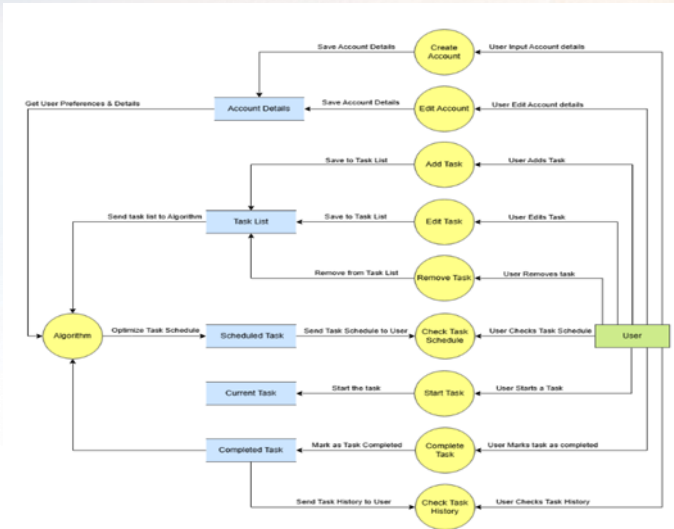 Save Account Details
Create
Account
User Input Account details
Get User Preferences & Details
Account Details
Save Account Details
Edit Account
User Edit Account details
Save to Task List
Add Task
User Adds Task
Send task list to Algorithm
Task List
Save to Task List
Edit Task
User Edits Task
Remove from Task List
Remove Task
User Removes task
Algorithm
Optimize Task Schedule
Scheduled Task
Send Task Schedule to User
Check Task
Schedule
User Checks Task Schedule
User
Current Task
Start the task
Start Task
User Starts a Task
Completed Task
Mark as Task Completed
Complete
Task
User Marks task as completed
Send Task History to User
Check Task
History
User Checks Task History